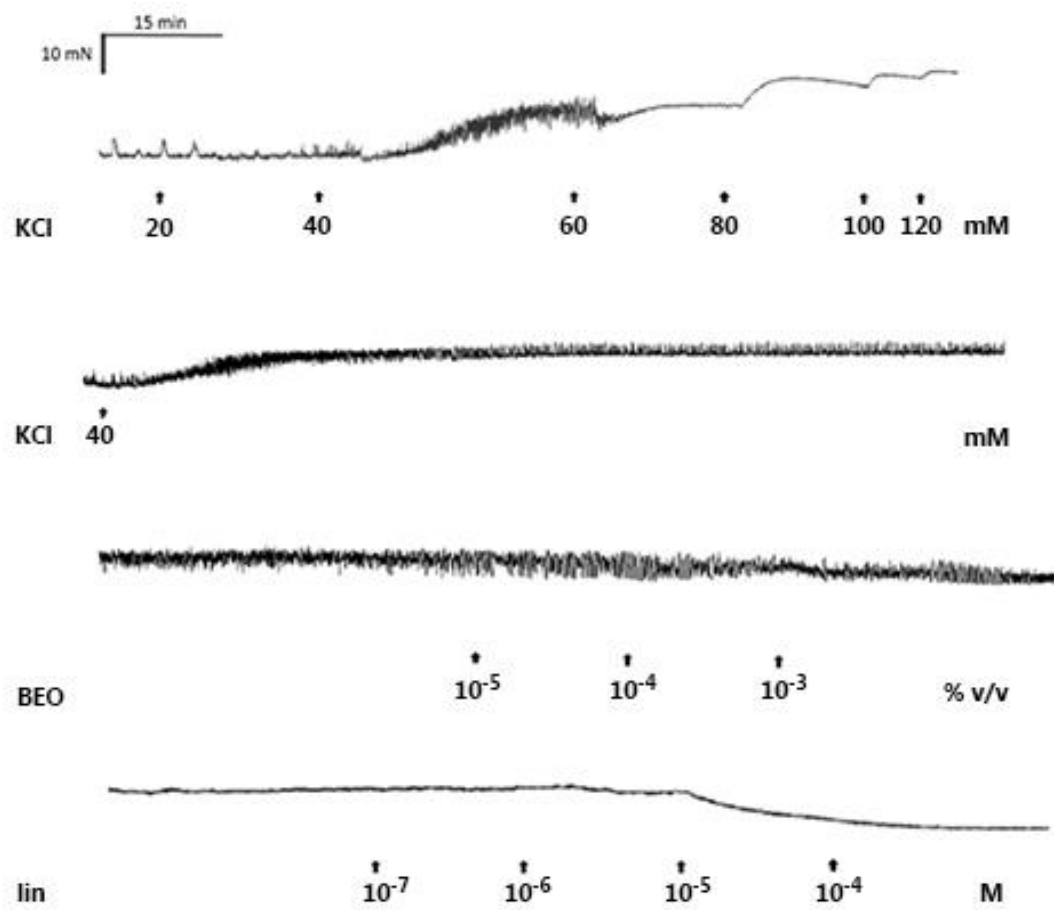 15 min
10 mN
KCl 20 40 60 80 100 120 mM
KCl 40 mM
BEO 10⁻⁵ 10⁻⁴ 10⁻³ % v/v
lin 10⁻⁷ 10⁻⁶ 10⁻⁵ 10⁻⁴ M